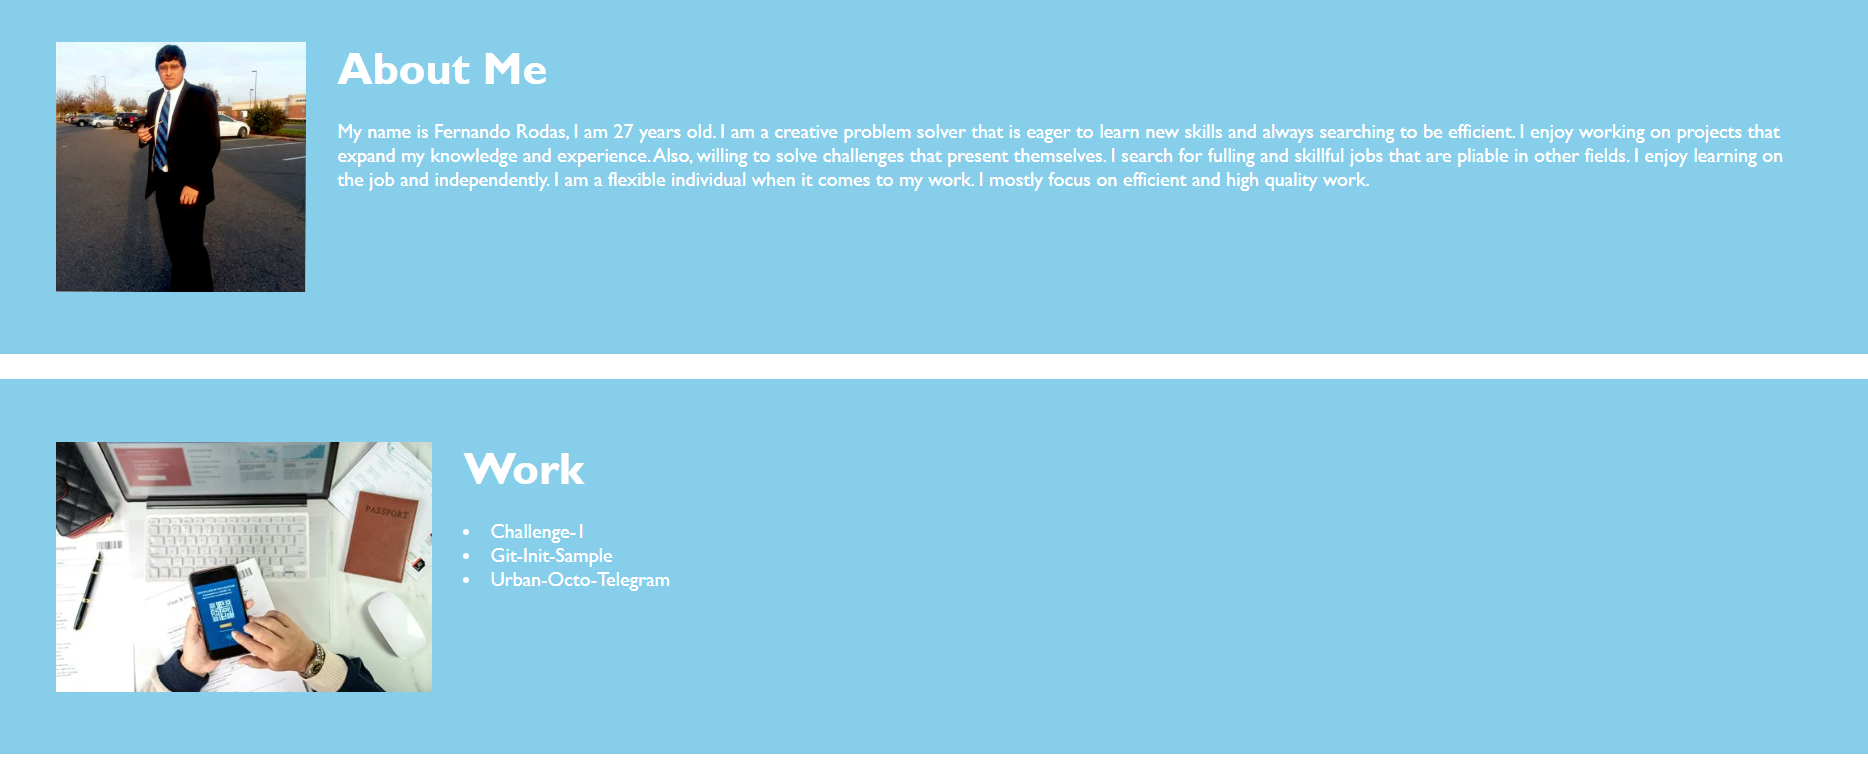 About Me
My name is Fernando Rodas, I am 27 years old. I am a creative problem solver that is eager to learn new skills and always searching to be efficient. I enjoy working on projects that
expand my knowledge and experience. Also, willing to solve challenges that present themselves. I search for fulling and skillful jobs that are pliable in other fields. I enjoy learning on
the job and independently. I am a flexible individual when it comes to my work. I mostly focus on efficient and high quality work.
Work
PASSPORT
• Challenge-1
• Git-Init-Sample
• Urban-Octo-Telegram